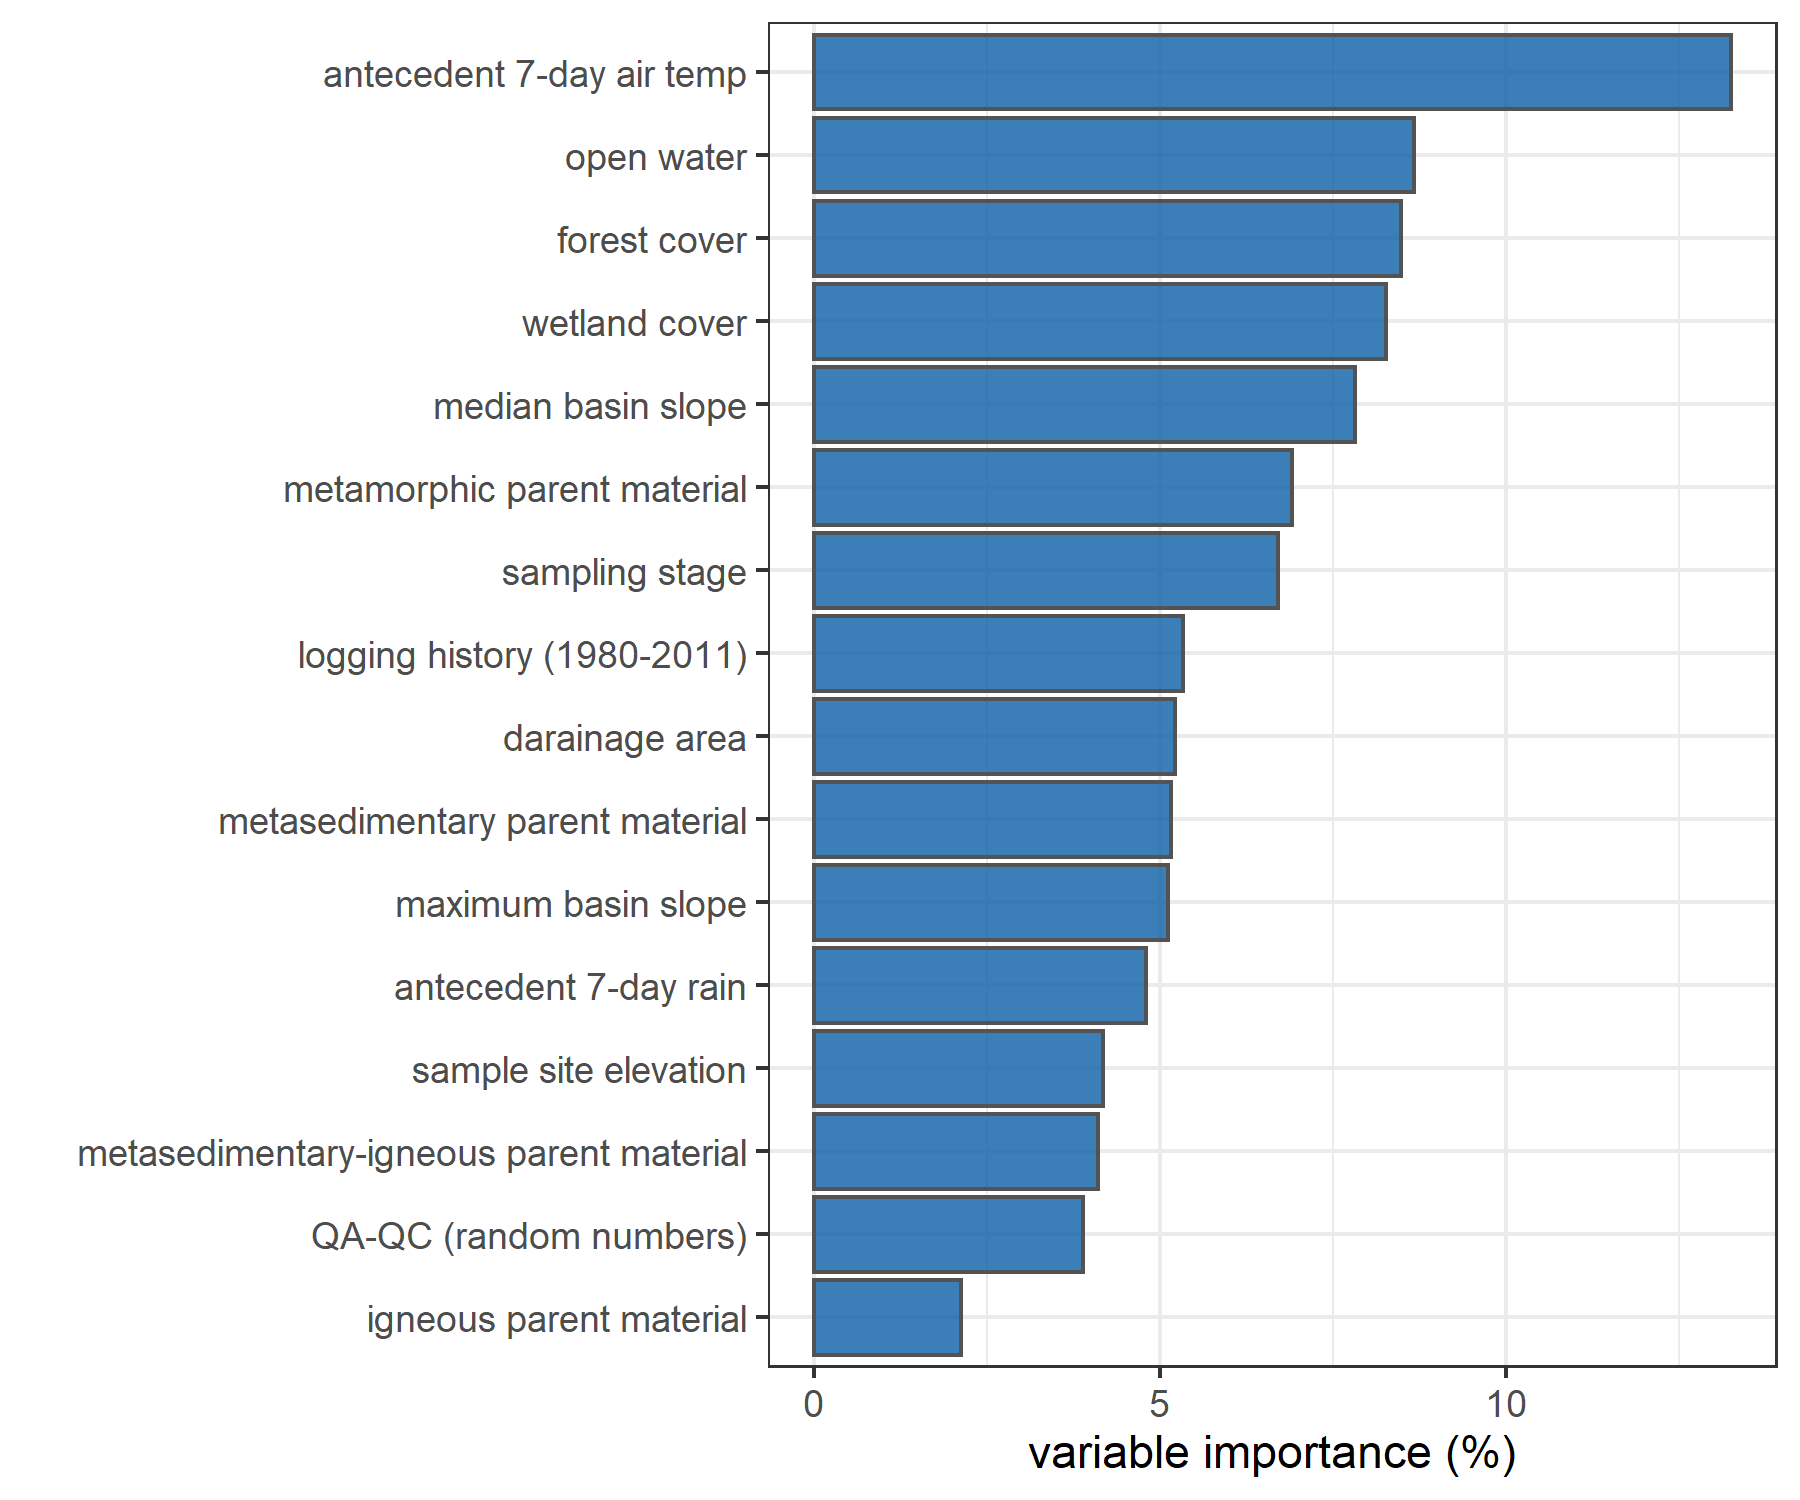 antecedent 7-day air temp
open water
forest cover
wetland cover
median basin slope
metamorphic parent material
sampling stage
logging history (1980-2011)
darainage area
metasedimentary parent material
maximum basin slope
antecedent 7-day rain
sample site elevation
metasedimentary-igneous parent material
QA-QC (random numbers)
igneous parent material
0 5 10
variable importance (%)